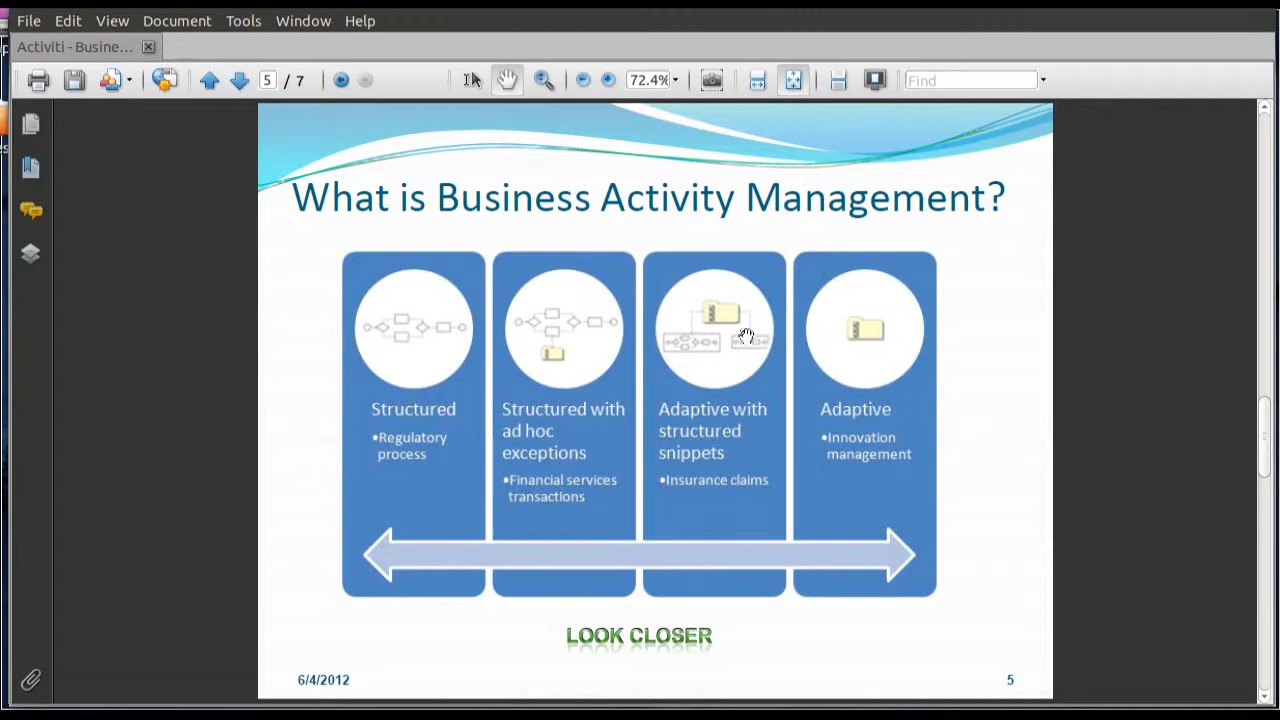 File Edit View Document Tools Window Help
Activiti - Busine...
5 / 7
72.4%
Find
What is Business Activity Management?
Structured
•Regulatory
process
Structured with
ad hoc
exceptions
•Financial services
transactions
Adaptive with
structured
snippets
•Insurance claims
Adaptive
•Innovation
management
LOOK CLOSER
6/4/2012
5